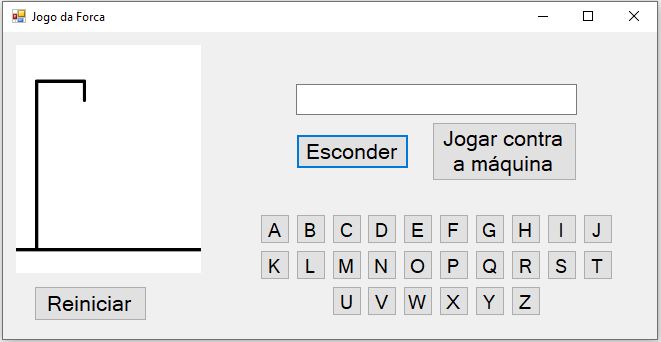 Jogo da Forca
Esconder
Jogar contra
a máquina
A B C D E F G H I J
K L M N O P Q R S T
U V W X Y Z
Reiniciar